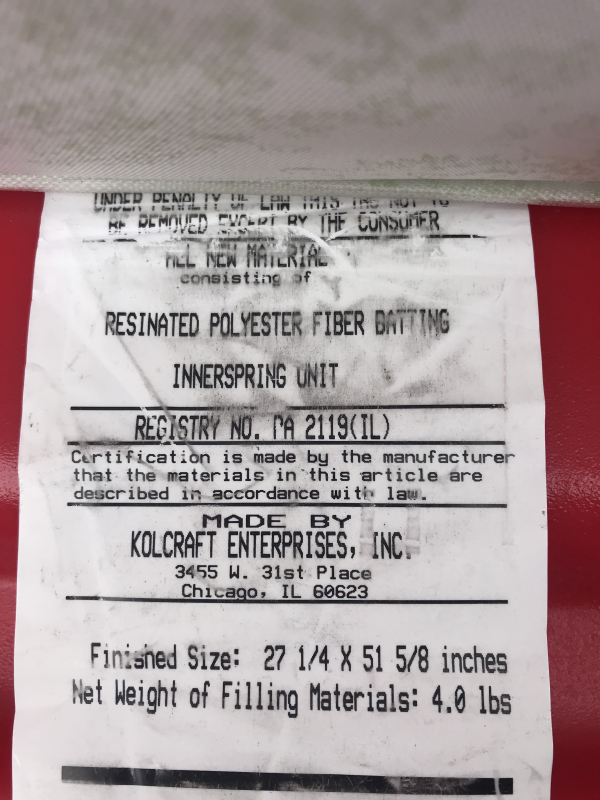 UNDER PENALTY OF LAW THIS TAG NOT TO
BE REMOVED EXCEPT BY THE CONSUMER
ALL NEW MATERIAL
consisting of
RESINATED POLYESTER FIBER BATTING
INNERSPRING UNIT
REGISTRY NO. PA 2119(IL)
Certification is made by the manufacturer
that the materials in this article are
described in accordance with law.
MADE BY
KOLCRAFT ENTERPRISES, INC.
3455 W. 31st Place
Chicago, IL 60623
Finished Size: 27 1/4 X 51 5/8 inches
Net Weight of Filling Materials: 4.0 lbs